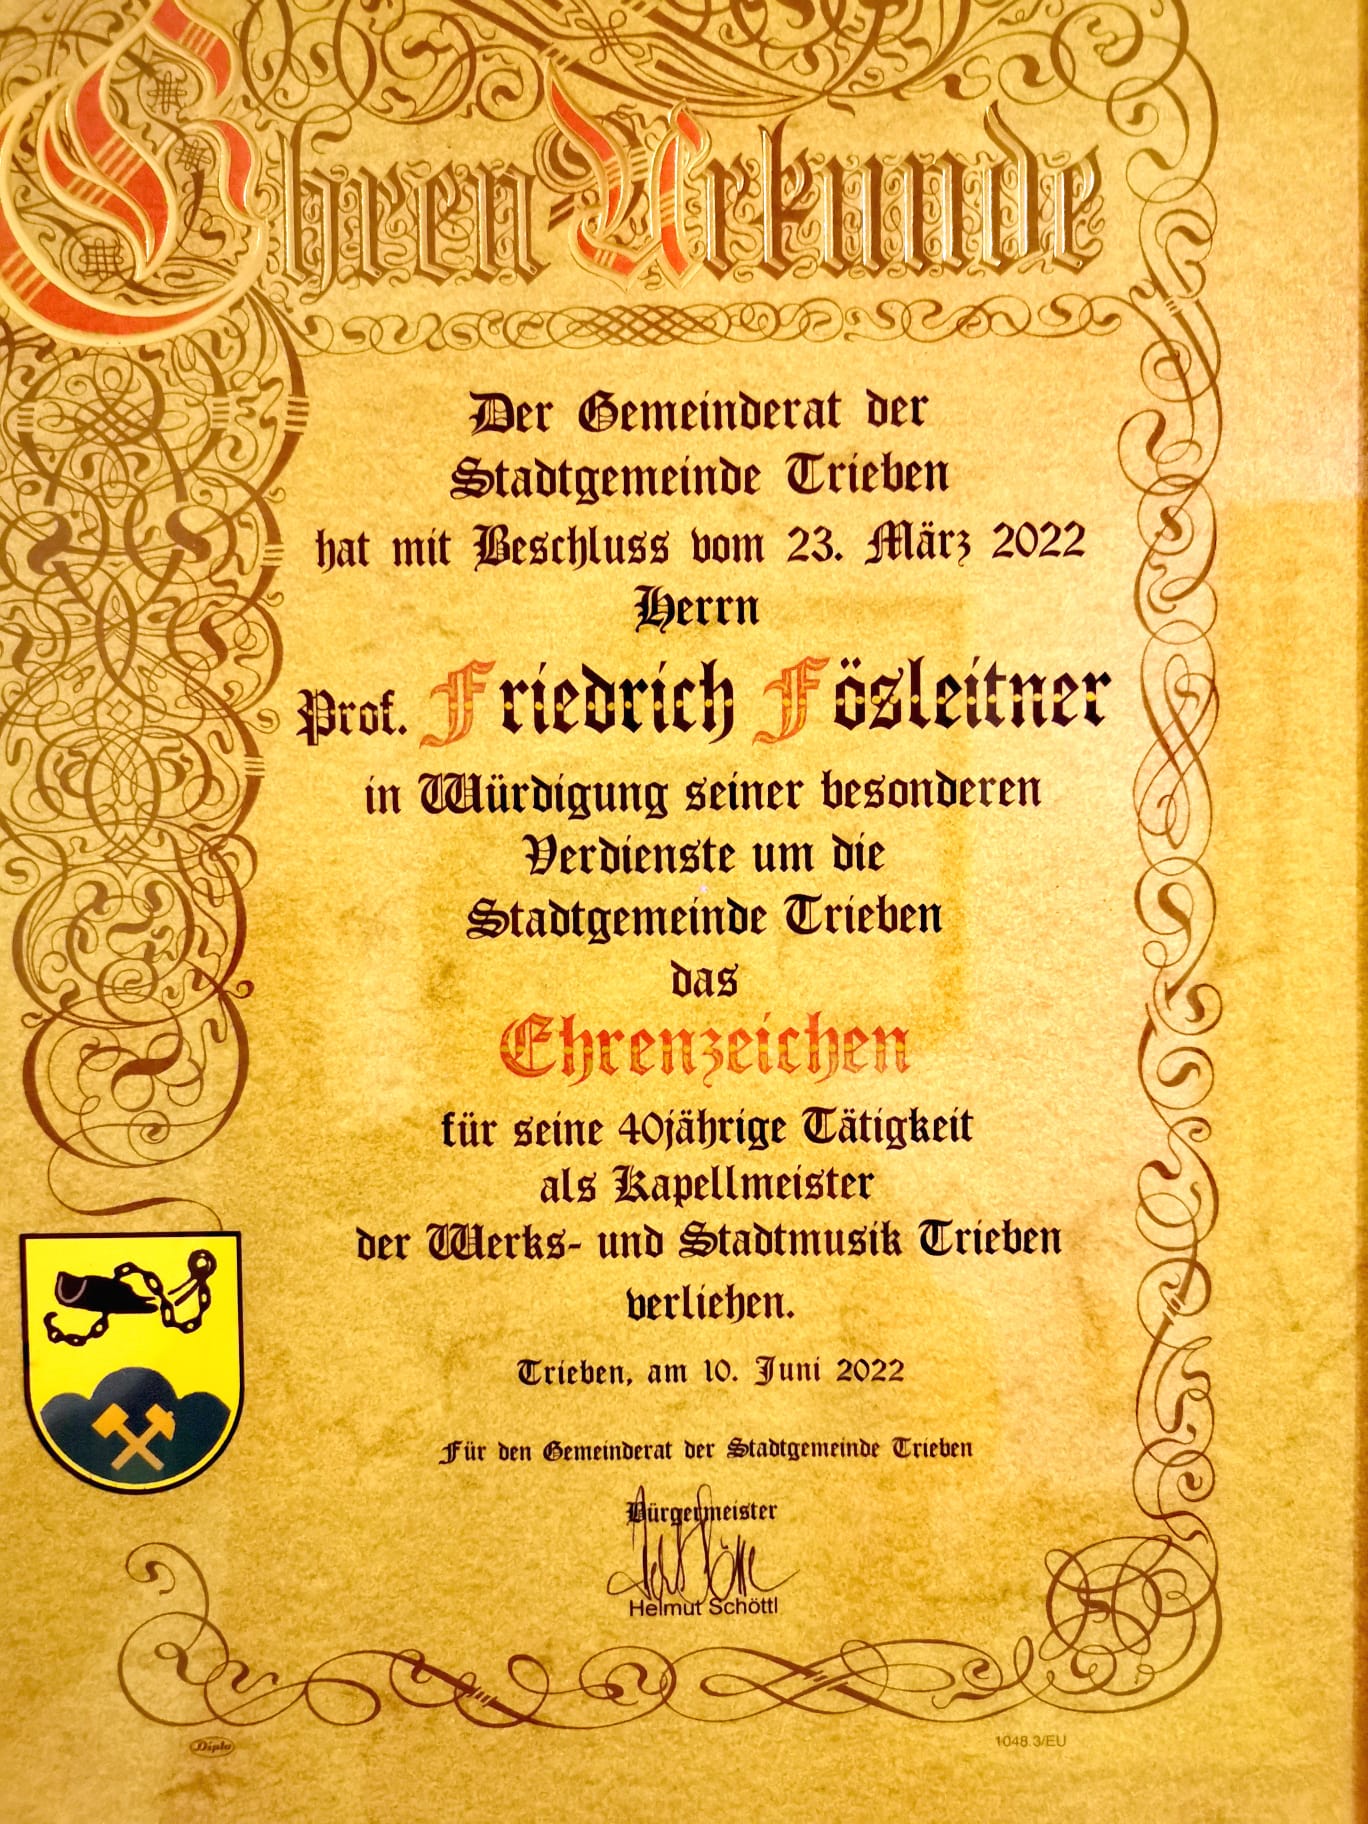 Ehren-Urkunde
Der Gemeinderat der
Stadtgemeinde Trieben
hat mit Beschluss vom 23. März 2022
Herrn
Prof. Friedrich Fösleitner
in Würdigung seiner besonderen
Verdienste um die
Stadtgemeinde Trieben
das
Ehrenzeichen
für seine 40jährige Tätigkeit
als Kapellmeister
der Werks- und Stadtmusik Trieben
verliehen.
Trieben, am 10. Juni 2022
Für den Gemeinderat der Stadtgemeinde Trieben
Bürgermeister
Helmut Schöttl
Diplo
1048.3/EU